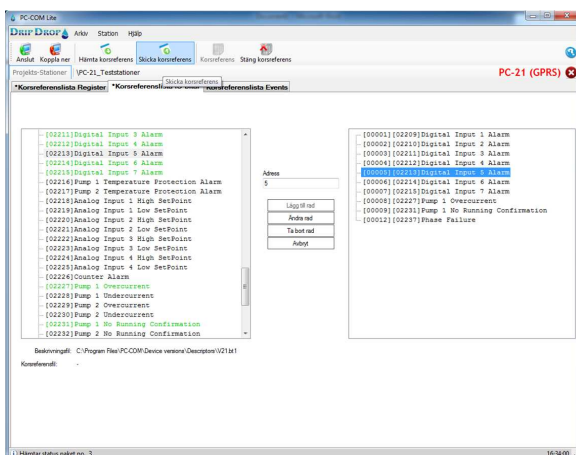 PC-COM Lite
DRIP DROP Arkiv Station Hjälp
Anslut Koppla ner Hämta korsreferens Skicka korsreferens Korsreferens Stäng korsreferens
Projekts-Stationer \PC-21_Teststationer Skicka korsreferens PC-21 (GPRS)
*Korsreferenslista Register *Korsreferenslista Korsreferenslista Events
[02211]Digital Input 3 Alarm
[02212]Digital Input 4 Alarm
[02213]Digital Input 5 Alarm
[02214]Digital Input 6 Alarm
[02215]Digital Input 7 Alarm
[02216]Pump 1 Temperature Protection Alarm
[02217]Pump 2 Temperature Protection Alarm
[02218]Analog Input 1 High SetPoint
[02219]Analog Input 1 Low SetPoint
[02220]Analog Input 2 High SetPoint
[02221]Analog Input 2 Low SetPoint
[02222]Analog Input 3 High SetPoint
[02223]Analog Input 3 Low SetPoint
[02224]Analog Input 4 High SetPoint
[02225]Analog Input 4 Low SetPoint
[02226]Counter Alarm
[02227]Pump 1 Overcurrent
[02228]Pump 1 Undercurrent
[02229]Pump 2 Overcurrent
[02230]Pump 2 Undercurrent
[02231]Pump 1 No Running Confirmation
[02232]Pump 2 No Running Confirmation
Adress
5
Lägg till rad
Ändra rad
Ta bort rad
Avbryt
[00001][02209]Digital Input 1 Alarm
[00002][02210]Digital Input 2 Alarm
[00003][02211]Digital Input 3 Alarm
[00004][02212]Digital Input 4 Alarm
[00005][02213]Digital Input 5 Alarm
[00006][02214]Digital Input 6 Alarm
[00007][02215]Digital Input 7 Alarm
[00008][02227]Pump 1 Overcurrent
[00009][02231]Pump 1 No Running Confirmation
[00012][02237]Phase Failure
Beskrivningsfil: C:\Program Files\PC-COM\Device versions\Descriptors\V21.bt1
Korsreferensfil: -
Hämtar status paket no. 3 16:34:00